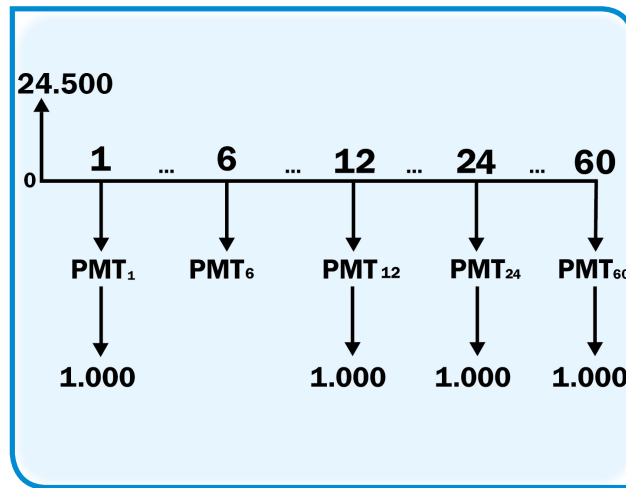 24.500
1 ... 6 ... 12 ... 24 ... 60
0
PMT₁ PMT₆ PMT₁₂ PMT₂₄ PMT₆₀
1.000 1.000 1.000 1.000